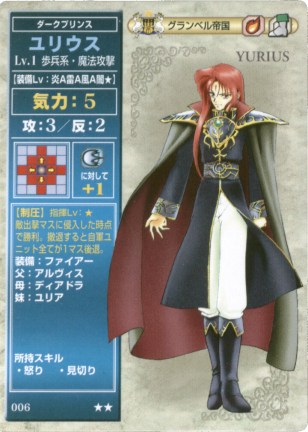 ダークプリンス
ユリウス
Lv.1 歩兵系・魔法攻撃
【装備Lv：炎A雷A風A闇★】
気力：5
攻：3／反：2
に対して
+1
【制圧】指揮Lv：★
敵出撃マスに侵入した時点
で勝利。撤退すると自軍ユ
ニット全てが1マス後退。
装備：ファイアー
父：アルヴィス
母：ディアドラ
妹：ユリア
所持スキル
・怒り ・見切り
006 ★★
グランベル帝国
YURIUS